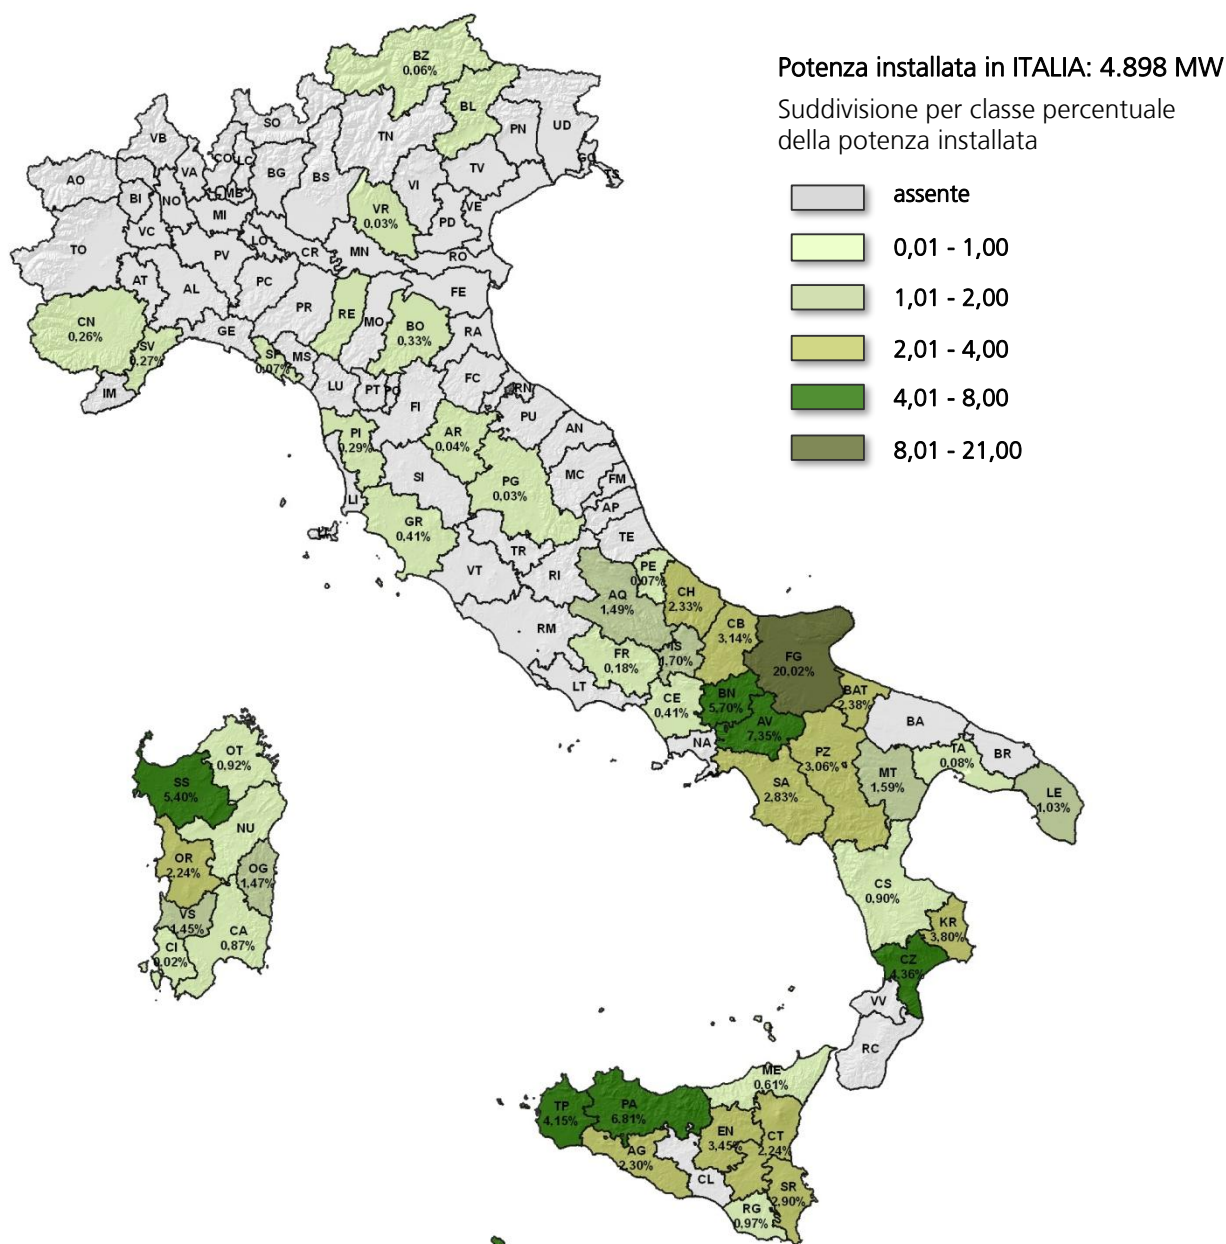 Potenza installata in ITALIA: 4.898 MW
Suddivisione per classe percentuale
della potenza installata
assente
0,01 - 1,00
1,01 - 2,00
2,01 - 4,00
4,01 - 8,00
8,01 - 21,00
BZ
0.06%
BL
SO
TN
PN
UD
VB
GO
TS
AO
VA
CO
LC
BG
BS
VI
TV
BI
NO
MB
MI
VR
0.03%
PD
VE
VC
TO
LO
CR
MN
RO
PV
AT
AL
PC
PR
RE
MO
FE
CN
0.26%
GE
BO
0.33%
RA
SV
0.27%
SP
0.07%
MS
IM
LU
PT
PO
FC
RN
FI
PU
AN
PI
0.29%
AR
0.04%
SI
PG
0,03%
MC
FM
LI
AP
GR
0.41%
TE
LI
TR
VT
RI
PE
0,07%
AQ
1.49%
CH
2.33%
RM
CB
3.14%
FR
0.18%
IS
1.70%
FG
20,02%
LT
CE
0.41%
BN
5,70%
BAT
2,38%
AV
7,35%
BA
NA
PZ
3,06%
TA
0.08%
BR
SA
2,83%
MT
1.59%
LE
1.03%
OT
0,92%
SS
5.40%
NU
OR
2.24%
OG
1.47%
VS
1.45%
CA
0,87%
CI
0.02%
CS
0,90%
KR
3,80%
CZ
4,36%
VV
RC
ME
0.61%
TP
4.15%
PA
6.81%
EN
3,45%
CT
2.24%
AG
2.30%
CL
SR
2.90%
RG
0.97%